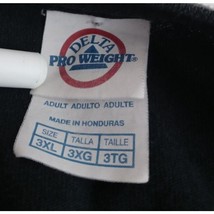 DELTA
PRO WEIGHT®
ADULT ADULTO ADULTE
MADE IN HONDURAS
SIZE TALLA TAILLE
3XL 3XG 3TG